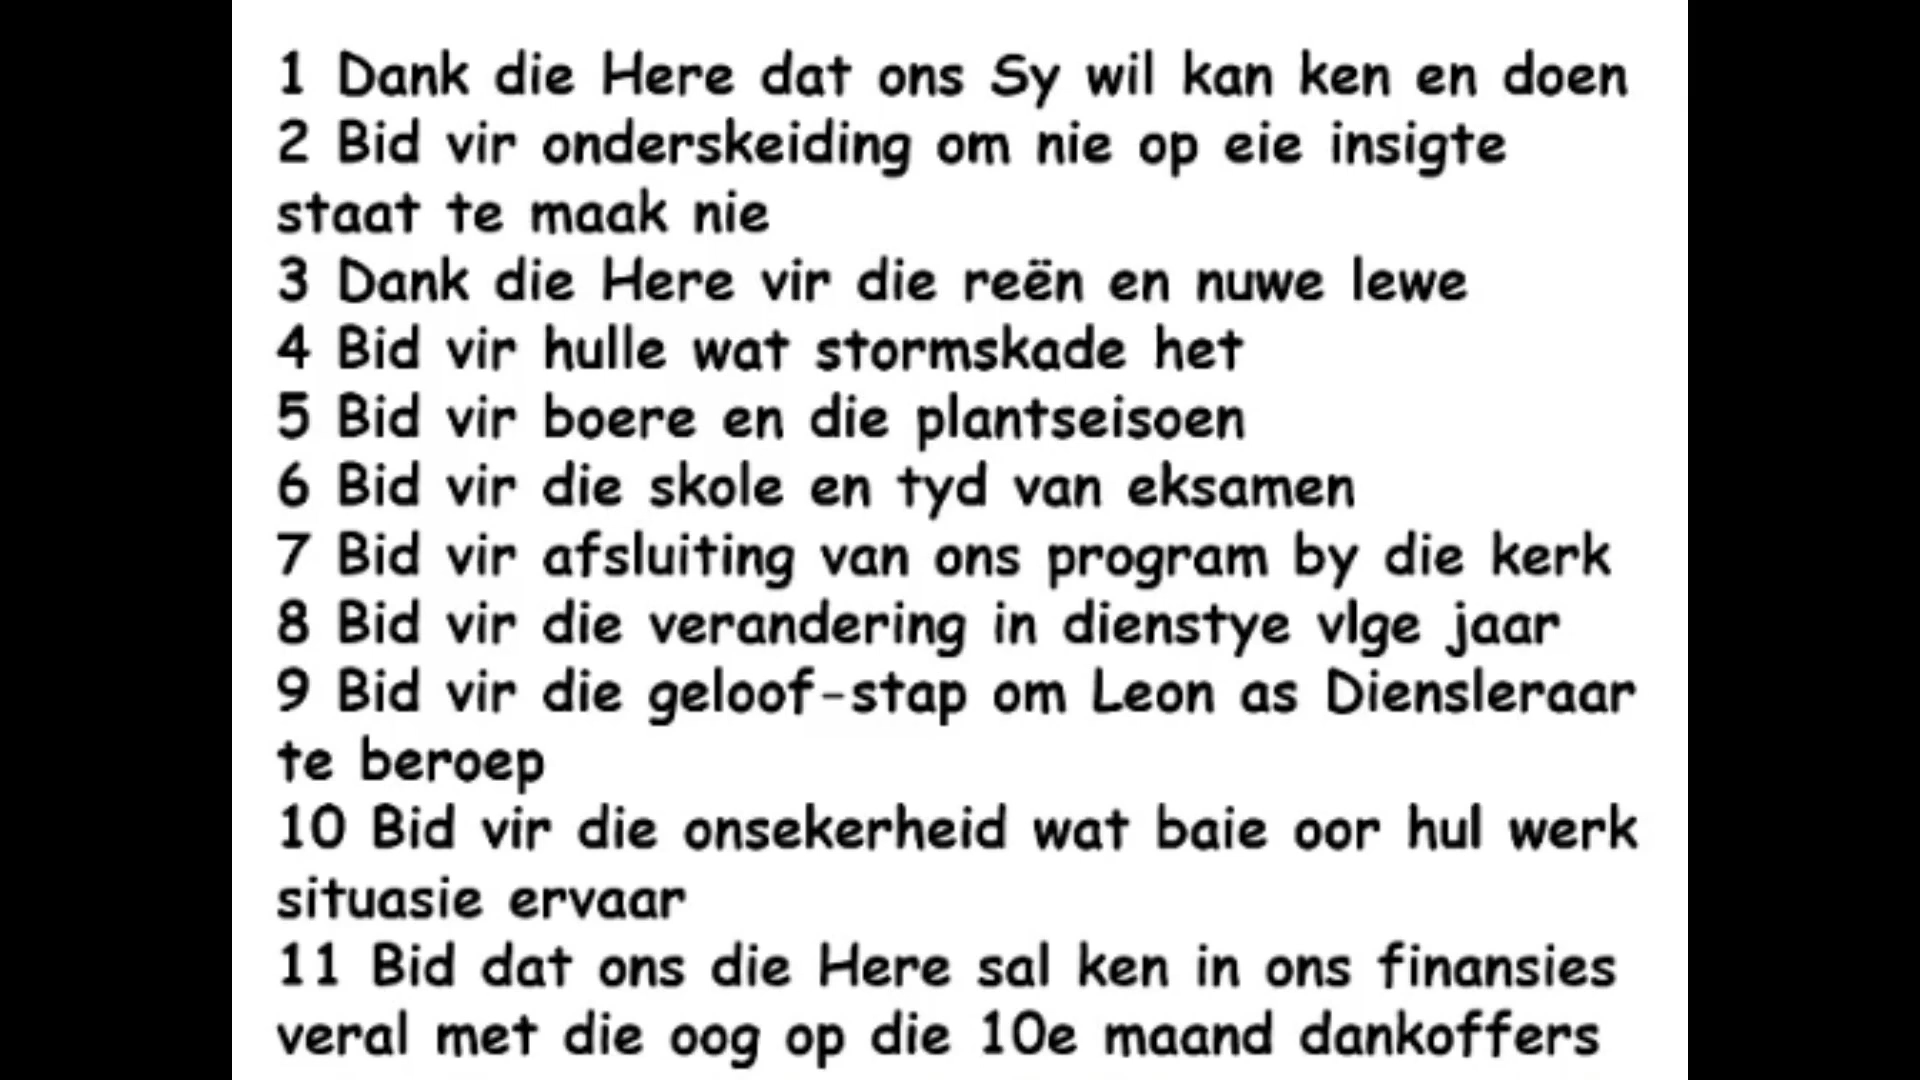 1 Dank die Here dat ons Sy wil kan ken en doen
2 Bid vir onderskeiding om nie op eie insigte
staat te maak nie
3 Dank die Here vir die reën en nuwe lewe
4 Bid vir hulle wat stormskade het
5 Bid vir boere en die plantseisoen
6 Bid vir die skole en tyd van eksamen
7 Bid vir afsluiting van ons program by die kerk
8 Bid vir die verandering in dienstye vlge jaar
9 Bid vir die geloof-stap om Leon as Diensleraar
te beroep
10 Bid vir die onsekerheid wat baie oor hul werk
situasie ervaar
11 Bid dat ons die Here sal ken in ons finansies
veral met die oog op die 10e maand dankoffers